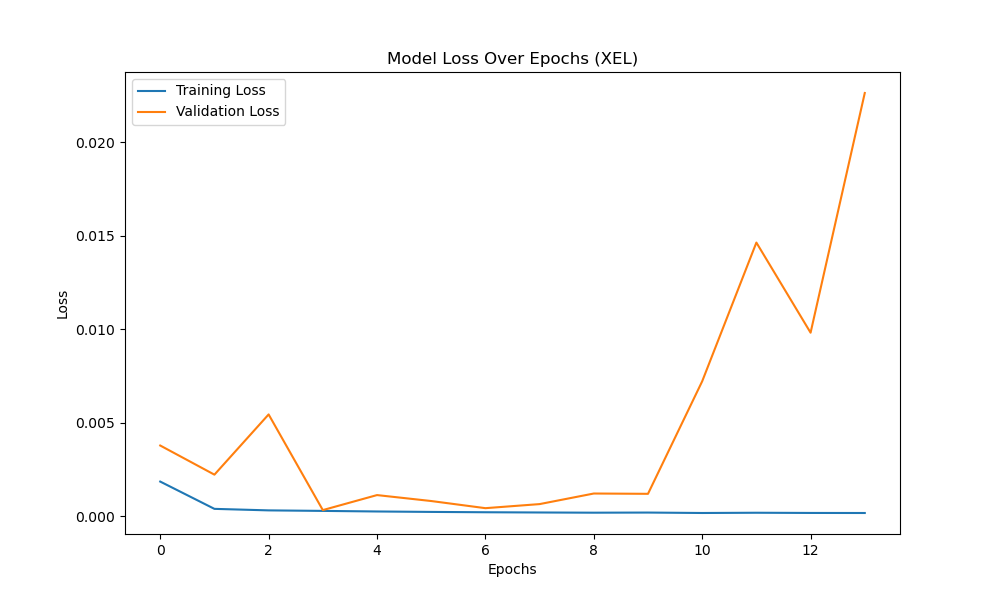 Model Loss Over Epochs (XEL)
Training Loss
Validation Loss
0.020
0.015
0.010
0.005
0.000
Loss
0 2 4 6 8 10 12
Epochs